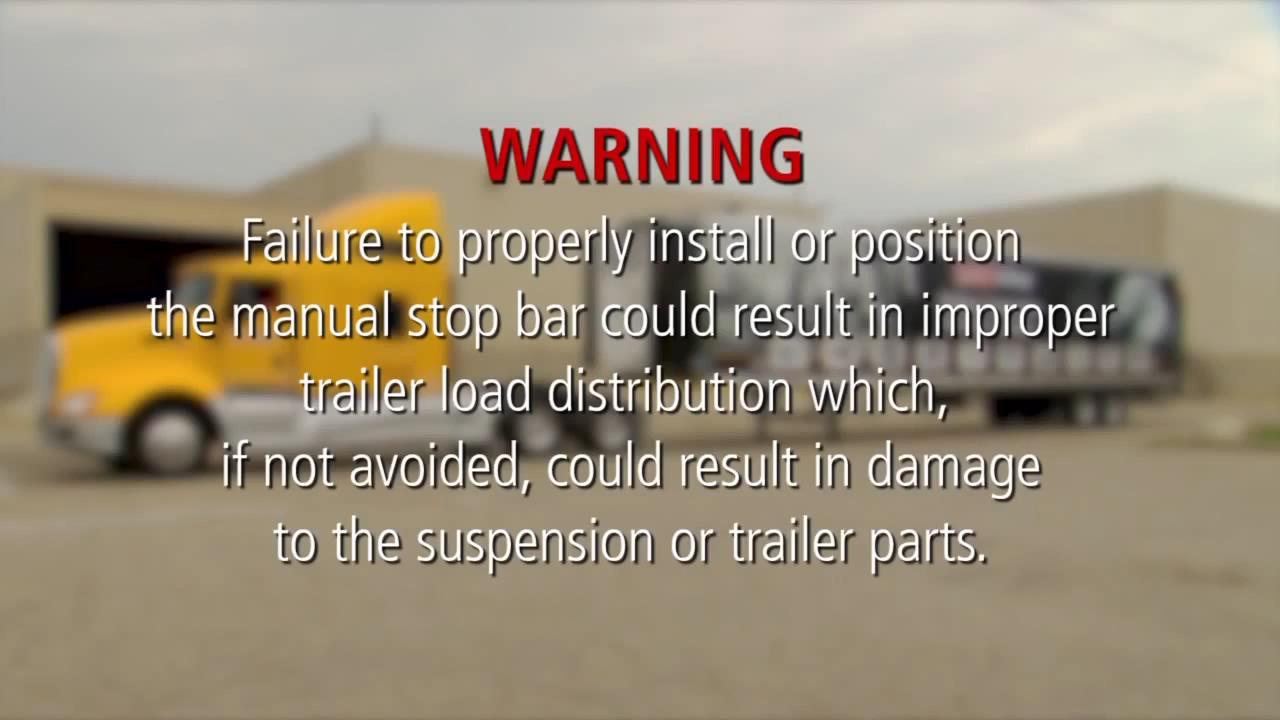 WARNING
Failure to properly install or position
the manual stop bar could result in improper
trailer load distribution which,
if not avoided, could result in damage
to the suspension or trailer parts.